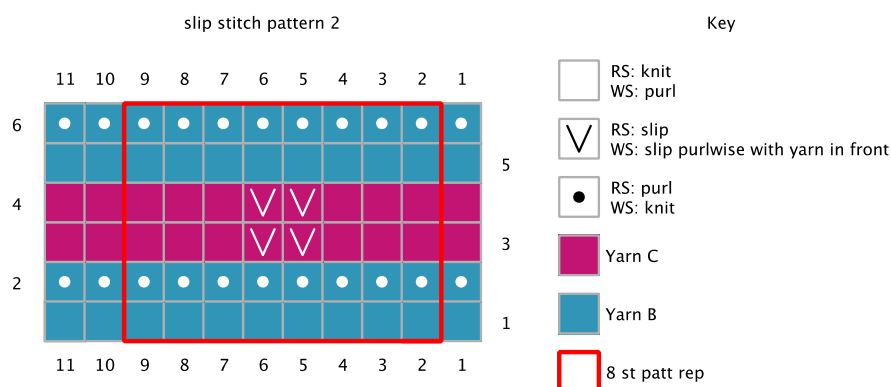 slip stitch pattern 2
Key
11 10 9 8 7 6 5 4 3 2 1
RS: knit
WS: purl
6
RS: slip
WS: slip purlwise with yarn in front
5
4
RS: purl
WS: knit
3
Yarn C
2
Yarn B
1
11 10 9 8 7 6 5 4 3 2 1
8 st patt rep